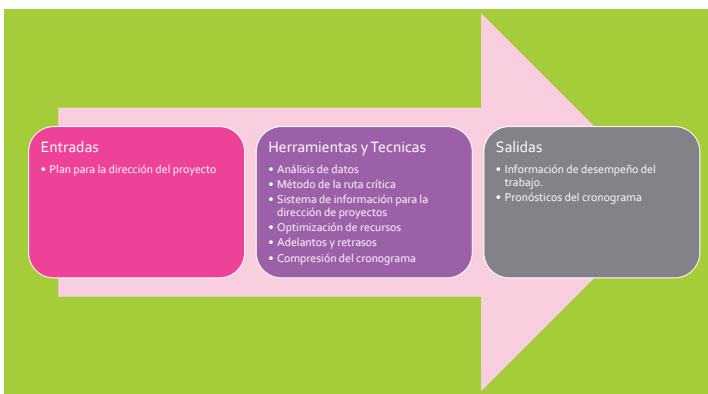 Entradas
• Plan para la dirección del proyecto
Herramientas y Tecnicas
• Análisis de datos
• Método de la ruta crítica
• Sistema de información para la
dirección de proyectos
• Optimización de recursos
• Adelantos y retrasos
• Compresión del cronograma
Salidas
• Información de desempeño del
trabajo.
• Pronósticos del cronograma